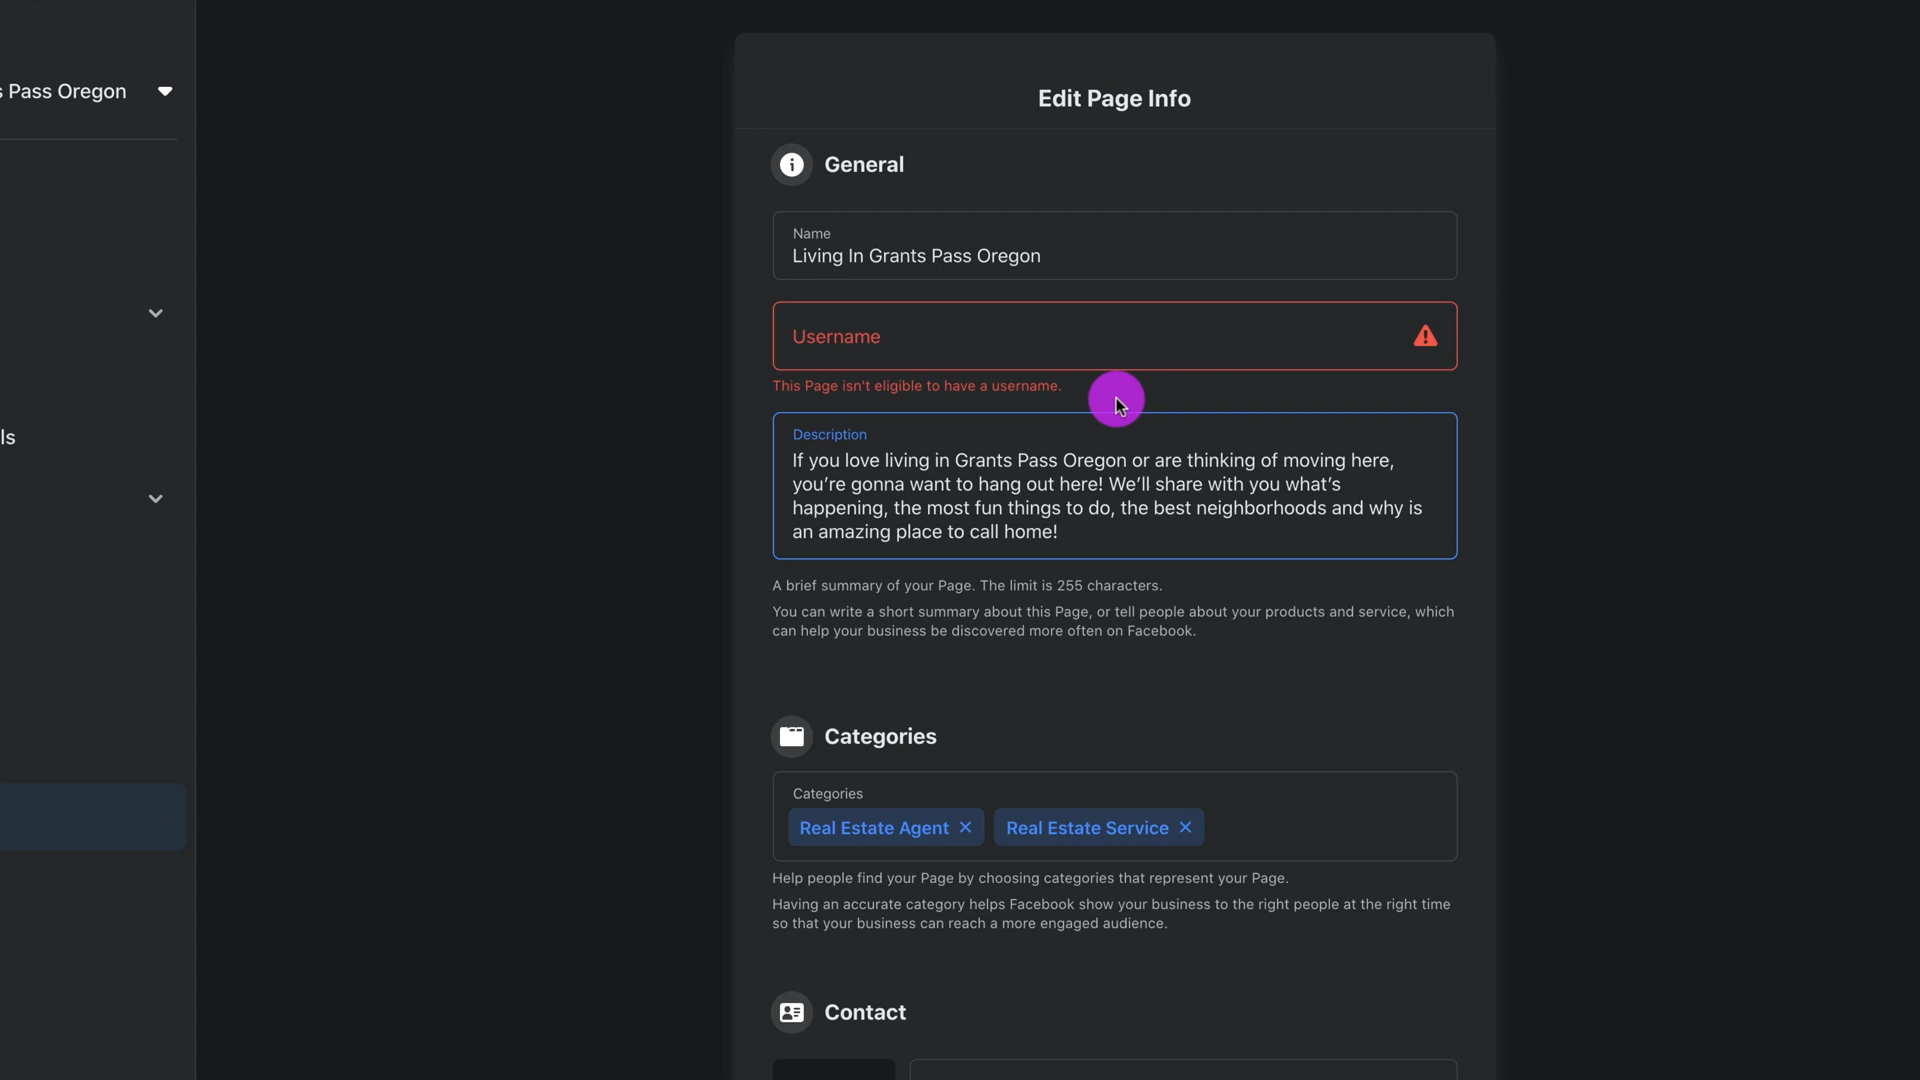 s Pass Oregon
ls
Edit Page Info
General
Name
Living In Grants Pass Oregon
Username
This Page isn't eligible to have a username.
Description
If you love living in Grants Pass Oregon or are thinking of moving here,
you’re gonna want to hang out here! We’ll share with you what’s
happening, the most fun things to do, the best neighborhoods and why is
an amazing place to call home!
A brief summary of your Page. The limit is 255 characters.
You can write a short summary about this Page, or tell people about your products and service, which
can help your business be discovered more often on Facebook.
Categories
Categories
Real Estate Agent
Real Estate Service
Help people find your Page by choosing categories that represent your Page.
Having an accurate category helps Facebook show your business to the right people at the right time
so that your business can reach a more engaged audience.
Contact